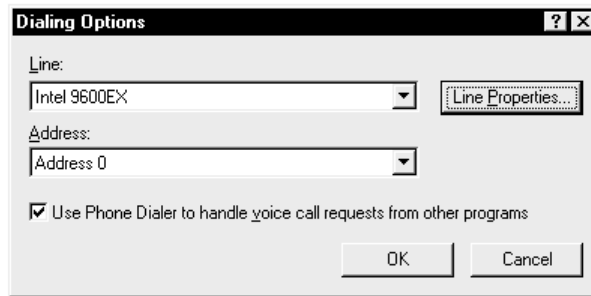 Dialing Options
Line:
Intel 9600EX
Line Properties...
Address:
Address 0
Use Phone Dialer to handle voice call requests from other programs
OK Cancel